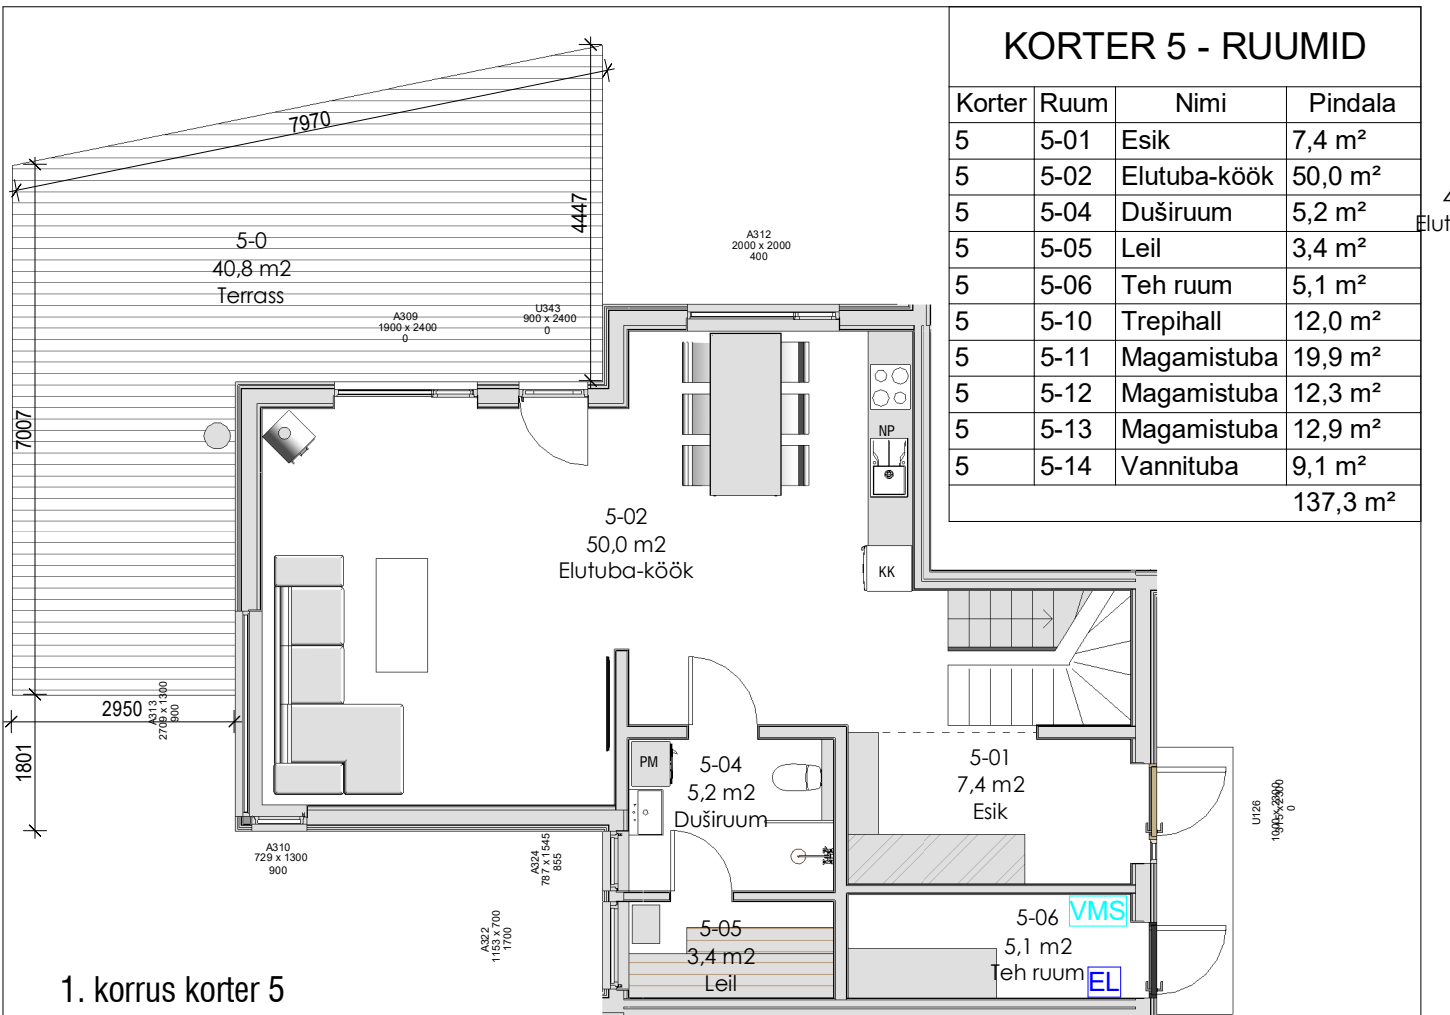 KORTER 5 - RUUMID
Korter Ruum Nimi Pindala
5 5-01 Esik 7,4 m²
5 5-02 Elutuba-köök 50,0 m²
5 5-04 Duširuum 5,2 m²
5 5-05 Leil 3,4 m²
5 5-06 Teh ruum 5,1 m²
5 5-10 Trepihall 12,0 m²
5 5-11 Magamistuba 19,9 m²
5 5-12 Magamistuba 12,3 m²
5 5-13 Magamistuba 12,9 m²
5 5-14 Vannituba 9,1 m²
137,3 m²
Elut
7970
4447
5-0
40,8 m2
Terrass
A312
2000 x 2000
400
A309
1900 x 2400
0
U343
900 x 2400
0
7007
NP
5-02
50,0 m2
Elutuba-köök
KK
2950
A313
2709 x 1300
900
1801
PM
5-04
5,2 m2
Duširuum
5-01
7,4 m2
Esik
U126
0
A310
729 x 1300
900
A324
787 x 1545
855
A322
1153 x 700
1700
5-05
3,4 m2
Leil
5-06
5,1 m2
Teh ruum
VMS
EL
1. korrus korter 5